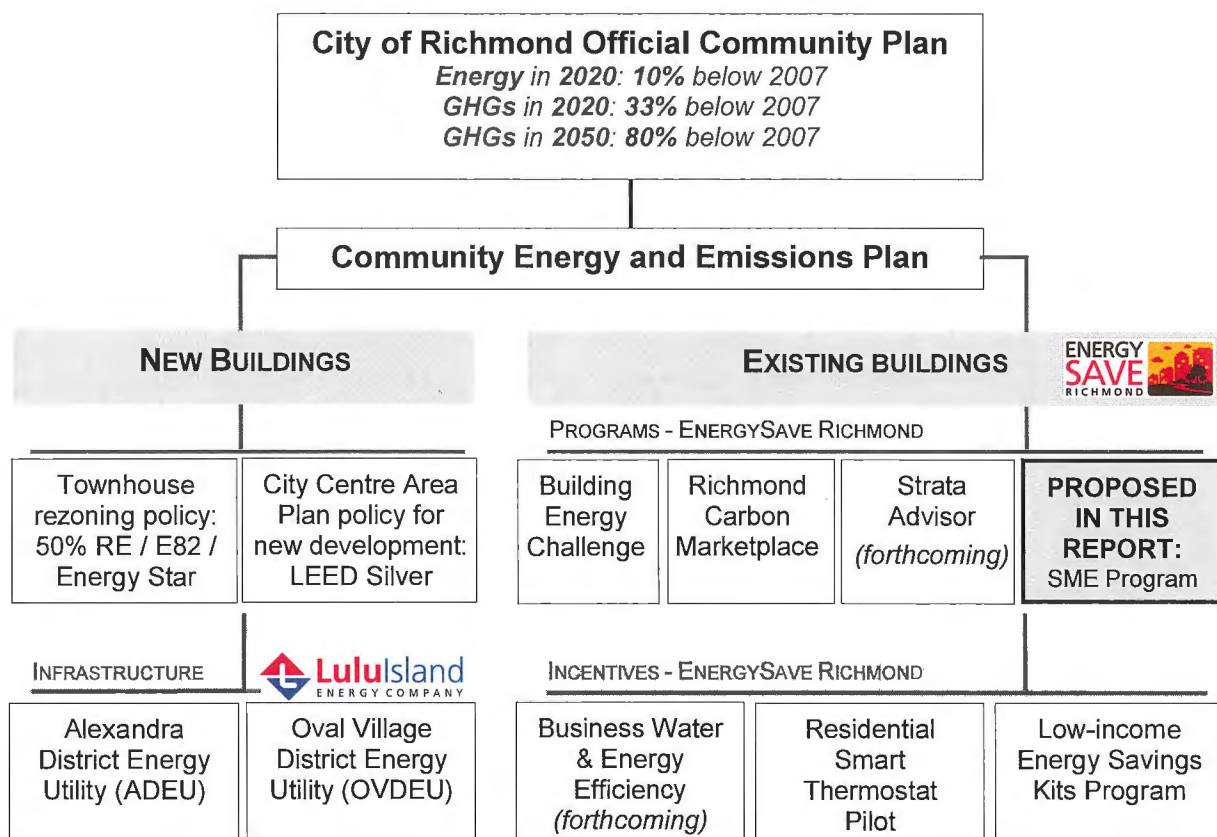 City of Richmond Official Community Plan
Energy in 2020: 10% below 2007
GHGs in 2020: 33% below 2007
GHGs in 2050: 80% below 2007
Community Energy and Emissions Plan
NEW BUILDINGS
EXISTING BUILDINGS
ENERGY
SAVE
RICHMOND
PROGRAMS - ENERGYSAVE RICHMOND
Townhouse
rezoning policy:
50% RE / E82 /
Energy Star
City Centre Area
Plan policy for
new development:
LEED Silver
Building
Energy
Challenge
Richmond
Carbon
Marketplace
Strata
Advisor
(forthcoming)
PROPOSED
IN THIS
REPORT:
SME Program
INFRASTRUCTURE
LuluIsland
ENERGY COMPANY
INCENTIVES - ENERGYSAVE RICHMOND
Alexandra
District Energy
Utility (ADEU)
Oval Village
District Energy
Utility (OVDEU)
Business Water
& Energy
Efficiency
(forthcoming)
Residential
Smart
Thermostat
Pilot
Low-income
Energy Savings
Kits Program